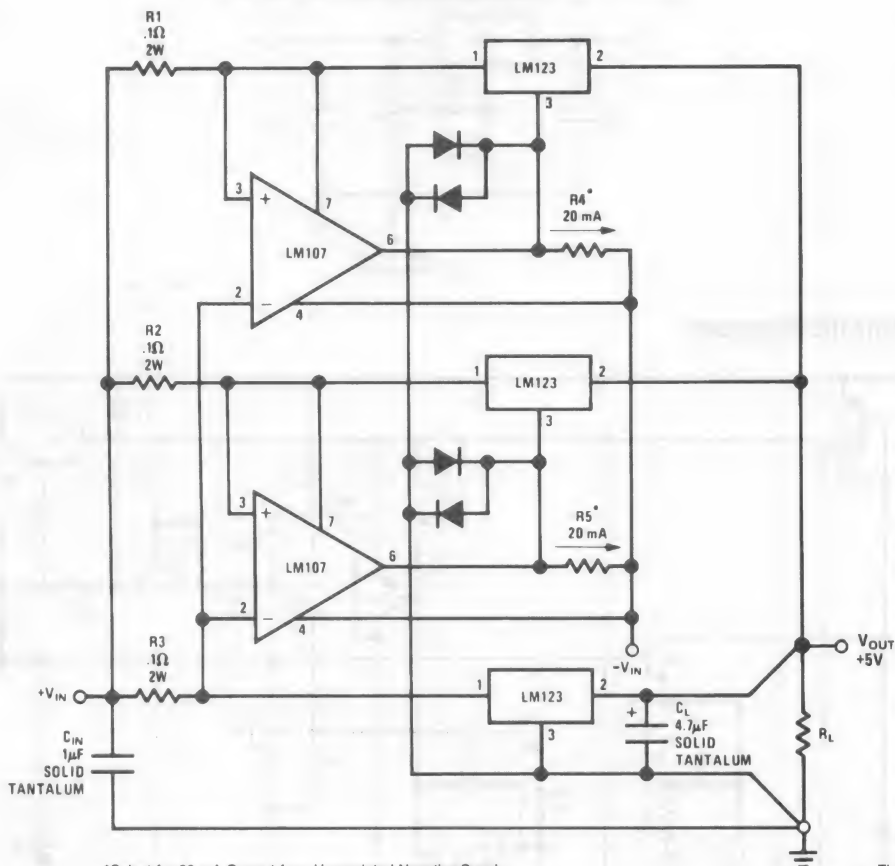 R1
.1Ω
2W
1
LM123
2
3
3
+
7
R4*
20 mA
LM107
6
2
−
4
R2
.1Ω
2W
1
LM123
2
3
3
+
7
R5*
20 mA
LM107
6
2
−
4
R3
.1Ω
2W
−VIN
VOUT
+5V
+VIN
1
LM123
2
3
+
CL
4.7μF
SOLID
TANTALUM
RL
CIN
1μF
SOLID
TANTALUM